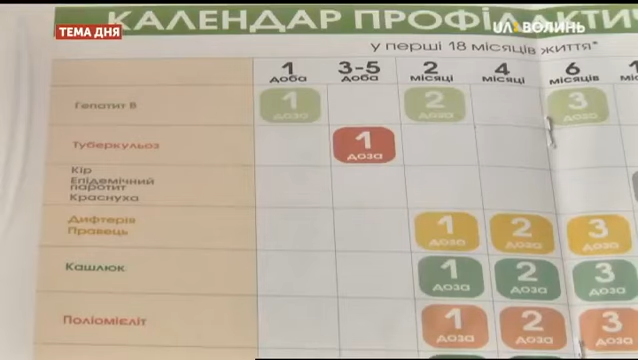 КАЛЕНДАР ПРОФІЛАКТИ
ТЕМА ДНЯ
UA:ВОЛИНЬ
у перші 18 місяців життя*
1 доба
3-5 доба
2 місяці
4 місяці
6 місяців
Гепатит В
1 доза
2 доза
3 доза
Туберкульоз
1 доза
Кір
Епідемічний
паротит
Краснуха
Дифтерія
Правець
1 доза
2 доза
3 доза
Кашлюк
1 доза
2 доза
3 доза
Поліомієліт
1 доза
2 доза
3 доза